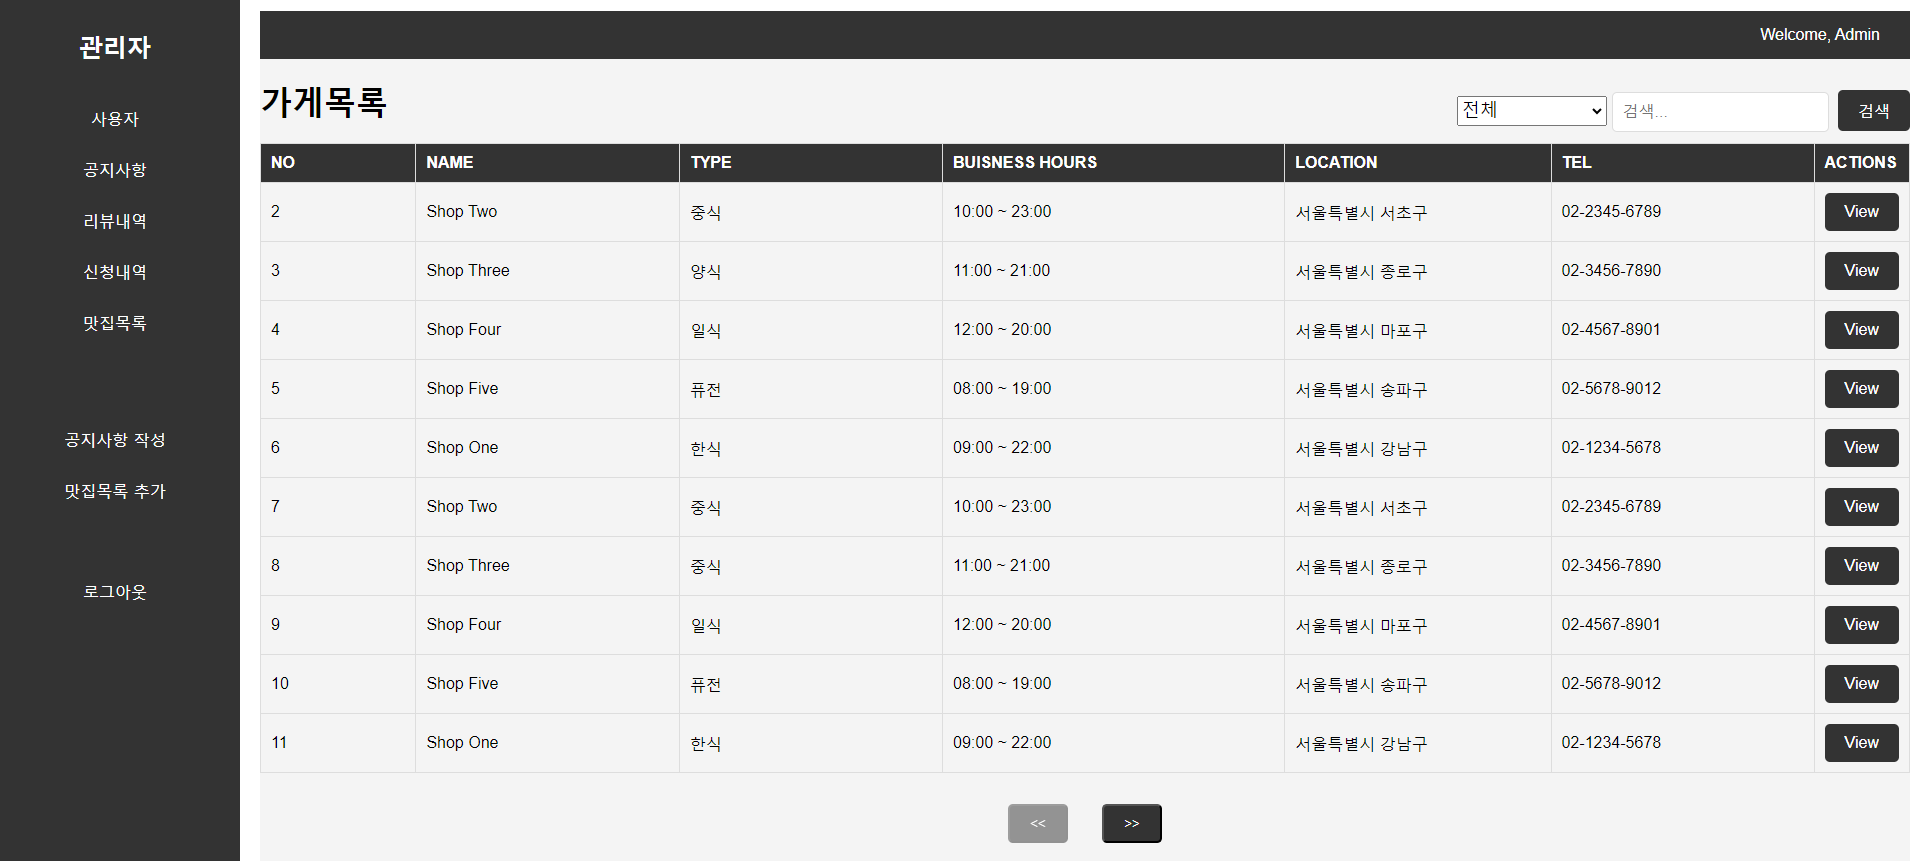 관리자
사용자
공지사항
리뷰내역
신청내역
맛집목록
공지사항 작성
맛집목록 추가
로그아웃
Welcome, Admin
가게목록
전체 검색... 검색
NO NAME TYPE BUISNESS HOURS LOCATION TEL ACTIONS
2 Shop Two 중식 10:00 ~ 23:00 서울특별시 서초구 02-2345-6789 View
3 Shop Three 양식 11:00 ~ 21:00 서울특별시 종로구 02-3456-7890 View
4 Shop Four 일식 12:00 ~ 20:00 서울특별시 마포구 02-4567-8901 View
5 Shop Five 퓨전 08:00 ~ 19:00 서울특별시 송파구 02-5678-9012 View
6 Shop One 한식 09:00 ~ 22:00 서울특별시 강남구 02-1234-5678 View
7 Shop Two 중식 10:00 ~ 23:00 서울특별시 서초구 02-2345-6789 View
8 Shop Three 중식 11:00 ~ 21:00 서울특별시 종로구 02-3456-7890 View
9 Shop Four 일식 12:00 ~ 20:00 서울특별시 마포구 02-4567-8901 View
10 Shop Five 퓨전 08:00 ~ 19:00 서울특별시 송파구 02-5678-9012 View
11 Shop One 한식 09:00 ~ 22:00 서울특별시 강남구 02-1234-5678 View
<< >>